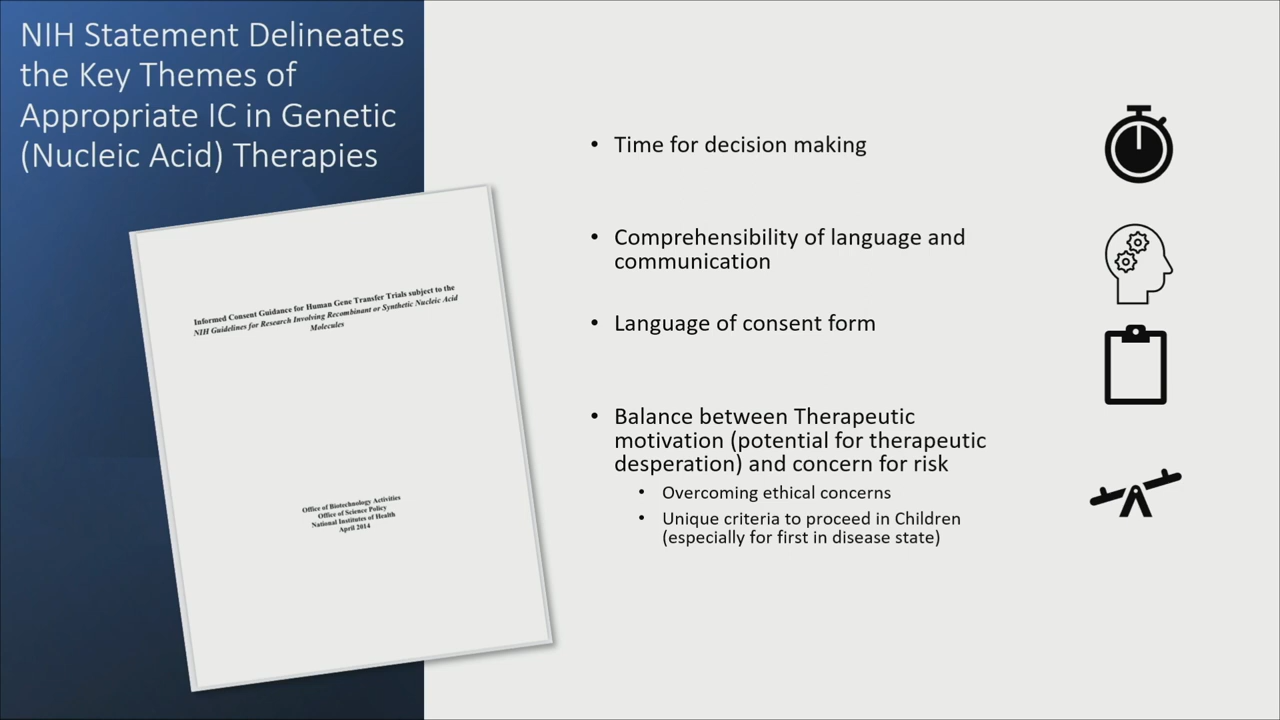 NIH Statement Delineates
the Key Themes of
Appropriate IC in Genetic
(Nucleic Acid) Therapies
Informed Consent Guidance for Human Gene Transfer Trials subject to the
NIH Guidelines for Research Involving Recombinant or Synthetic Nucleic Acid
Molecules
Office of Biotechnology Activities
Office of Science Policy
National Institutes of Health
April 2014
• Time for decision making
• Comprehensibility of language and
communication
• Language of consent form
• Balance between Therapeutic
motivation (potential for therapeutic
desperation) and concern for risk
• Overcoming ethical concerns
• Unique criteria to proceed in Children
(especially for first in disease state)